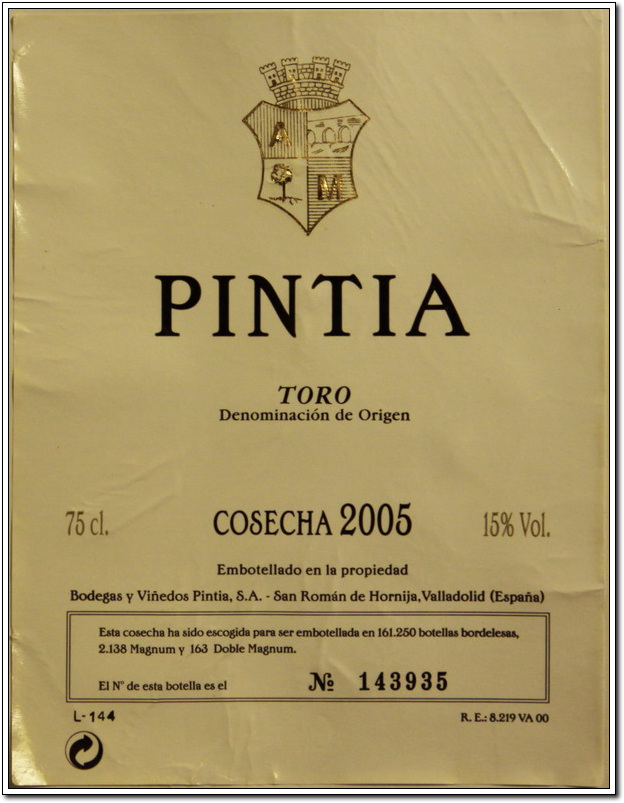 A
M
PINTIA
TORO
Denominación de Origen
75 cl. COSECHA 2005 15% Vol.
Embotellado en la propiedad
Bodegas y Viñedos Pintia, S.A. - San Román de Hornija, Valladolid (España)
Esta cosecha ha sido escogida para ser embotellada en 161.250 botellas bordelesas,
2.138 Magnum y 163 Doble Magnum.
El Nº de esta botella es el Nº 143935
L-144 R. E.: 8.219 VA 00